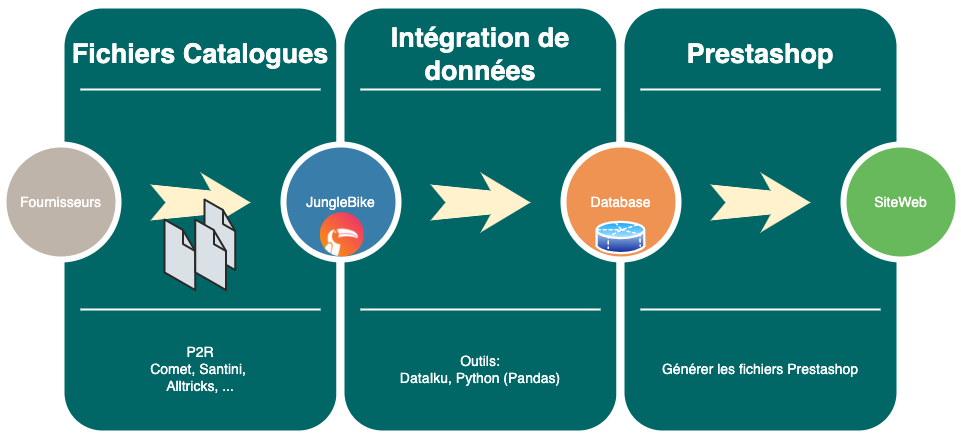 Fichiers Catalogues
Intégration de
données
Prestashop
Fournisseurs
JungleBike
Database
SiteWeb
P2R
Comet, Santini,
Alltricks, ...
Outils:
DataIku, Python (Pandas)
Générer les fichiers Prestashop